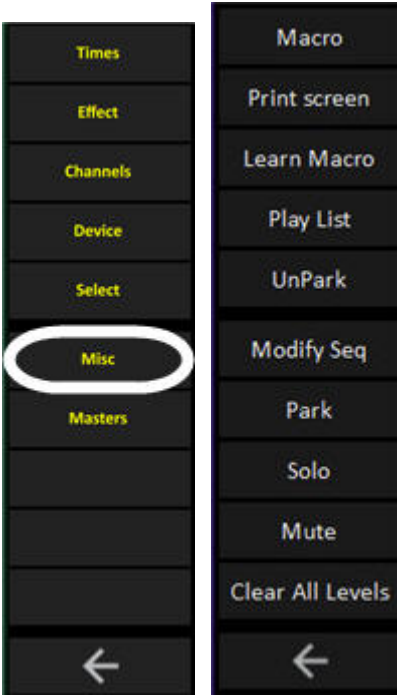 Times
Effect
Channels
Device
Select
Misc
Masters
Macro
Print screen
Learn Macro
Play List
UnPark
Modify Seq
Park
Solo
Mute
Clear All Levels